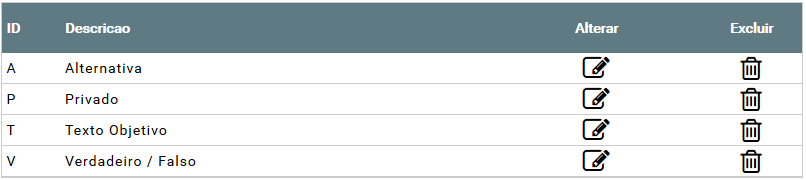 ID Descricao Alterar Excluir
A Alternativa
P Privado
T Texto Objetivo
V Verdadeiro / Falso